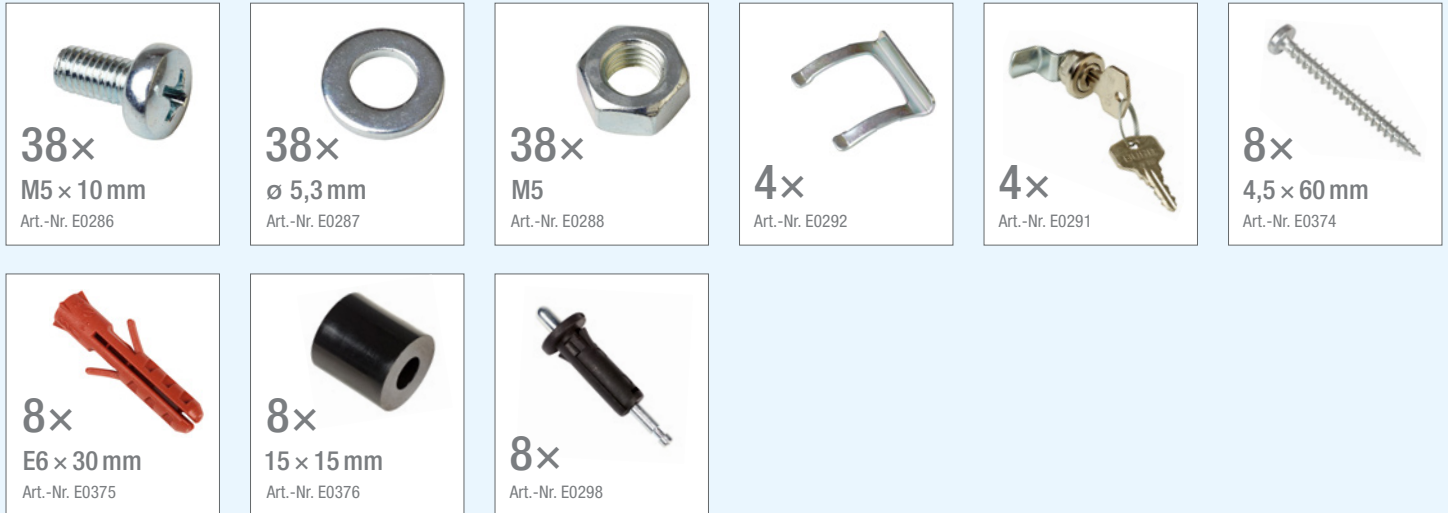 38×
M5 × 10 mm
Art.-Nr. E0286
38×
ø 5,3 mm
Art.-Nr. E0287
38×
M5
Art.-Nr. E0288
4×
Art.-Nr. E0292
4×
Art.-Nr. E0291
8×
4,5 × 60 mm
Art.-Nr. E0374
8×
E6 × 30 mm
Art.-Nr. E0375
8×
15 × 15 mm
Art.-Nr. E0376
8×
Art.-Nr. E0298